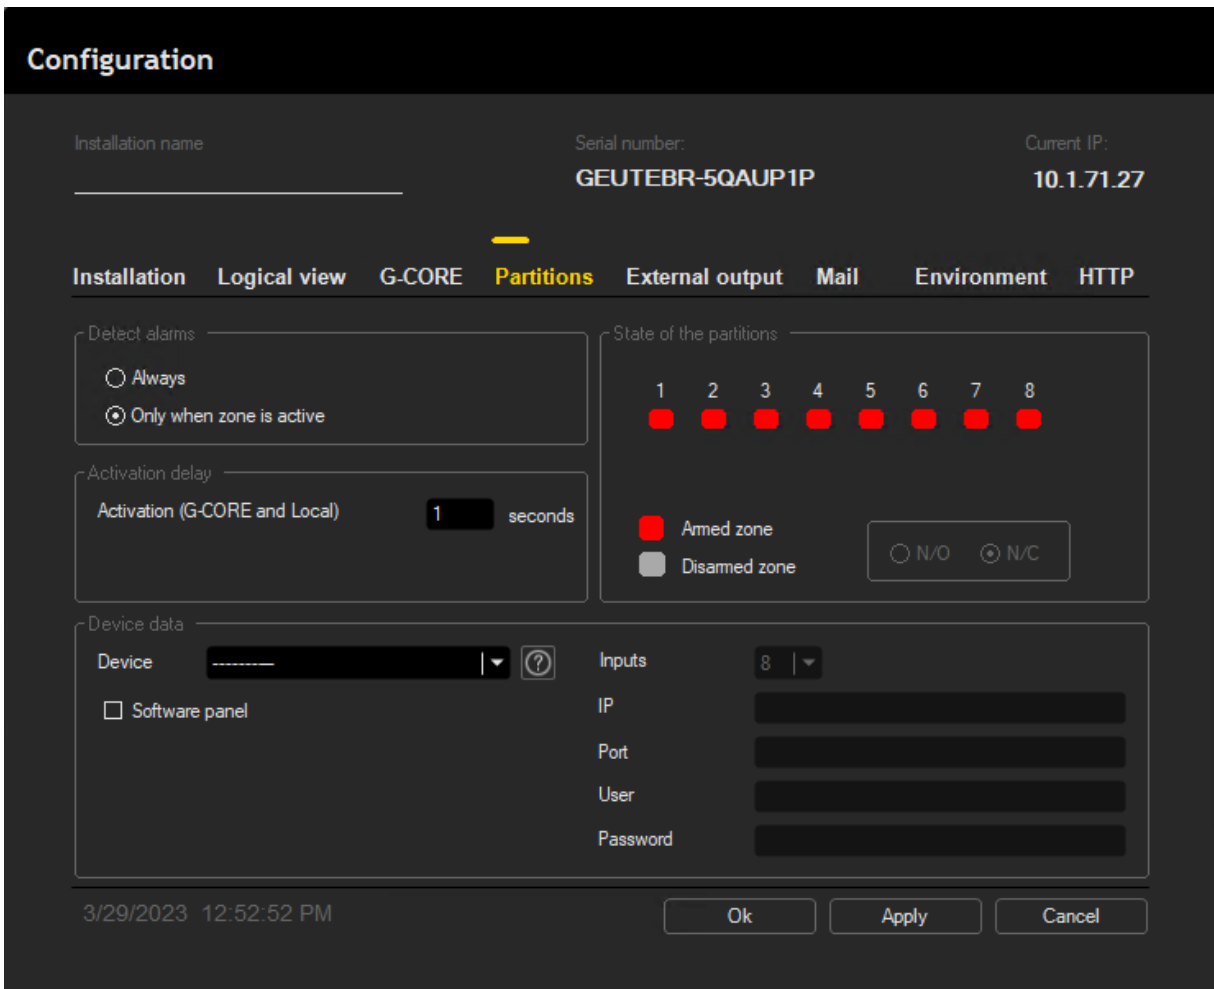 Configuration
Installation name
Serial number:
Current IP:
GEUTEBR-5QAUP1P
10.1.71.27
Installation Logical view G-CORE Partitions External output Mail Environment HTTP
Detect alarms
Always
Only when zone is active
State of the partitions
1 2 3 4 5 6 7 8
Activation delay
Activation (G-CORE and Local) 1 seconds
Armed zone
Disarmed zone
N/O N/C
Device data
Device ----------
Software panel
Inputs 8
IP
Port
User
Password
3/29/2023 12:52:52 PM
Ok Apply Cancel